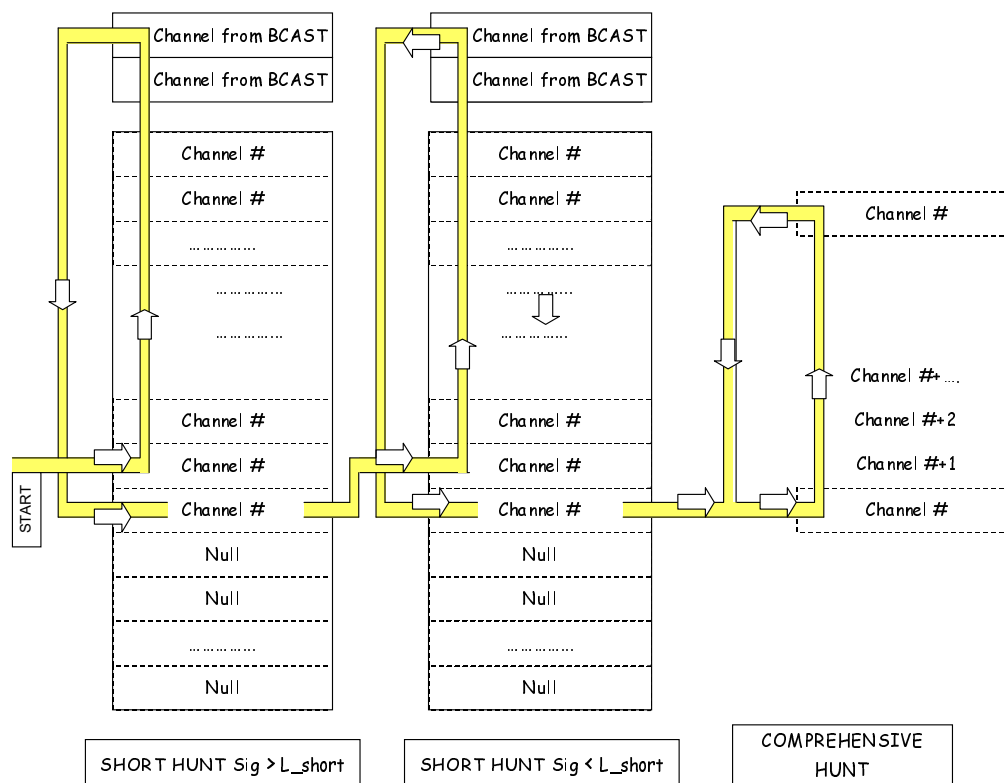 Channel from BCAST
Channel from BCAST
Channel #
Channel #
……………
……………
……………
Channel #
Channel #
Channel #
Null
Null
……………
Null
START
SHORT HUNT Sig > L_short
Channel from BCAST
Channel from BCAST
Channel #
Channel #
……………
……………
……………
Channel #
Channel #
Channel #
Null
Null
……………
Null
SHORT HUNT Sig < L_short
Channel #
Channel #+….
Channel #+2
Channel #+1
Channel #
COMPREHENSIVE
HUNT